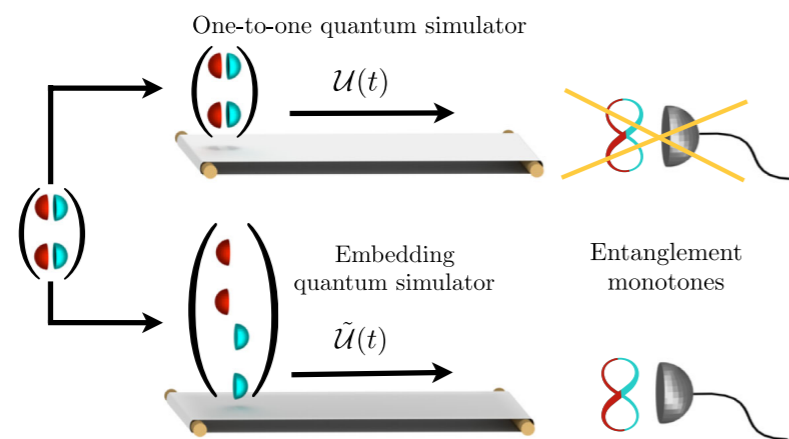 One-to-one quantum simulator
𝒰(t)
Embedding
quantum simulator
Entanglement
monotones
𝒰̃(t)